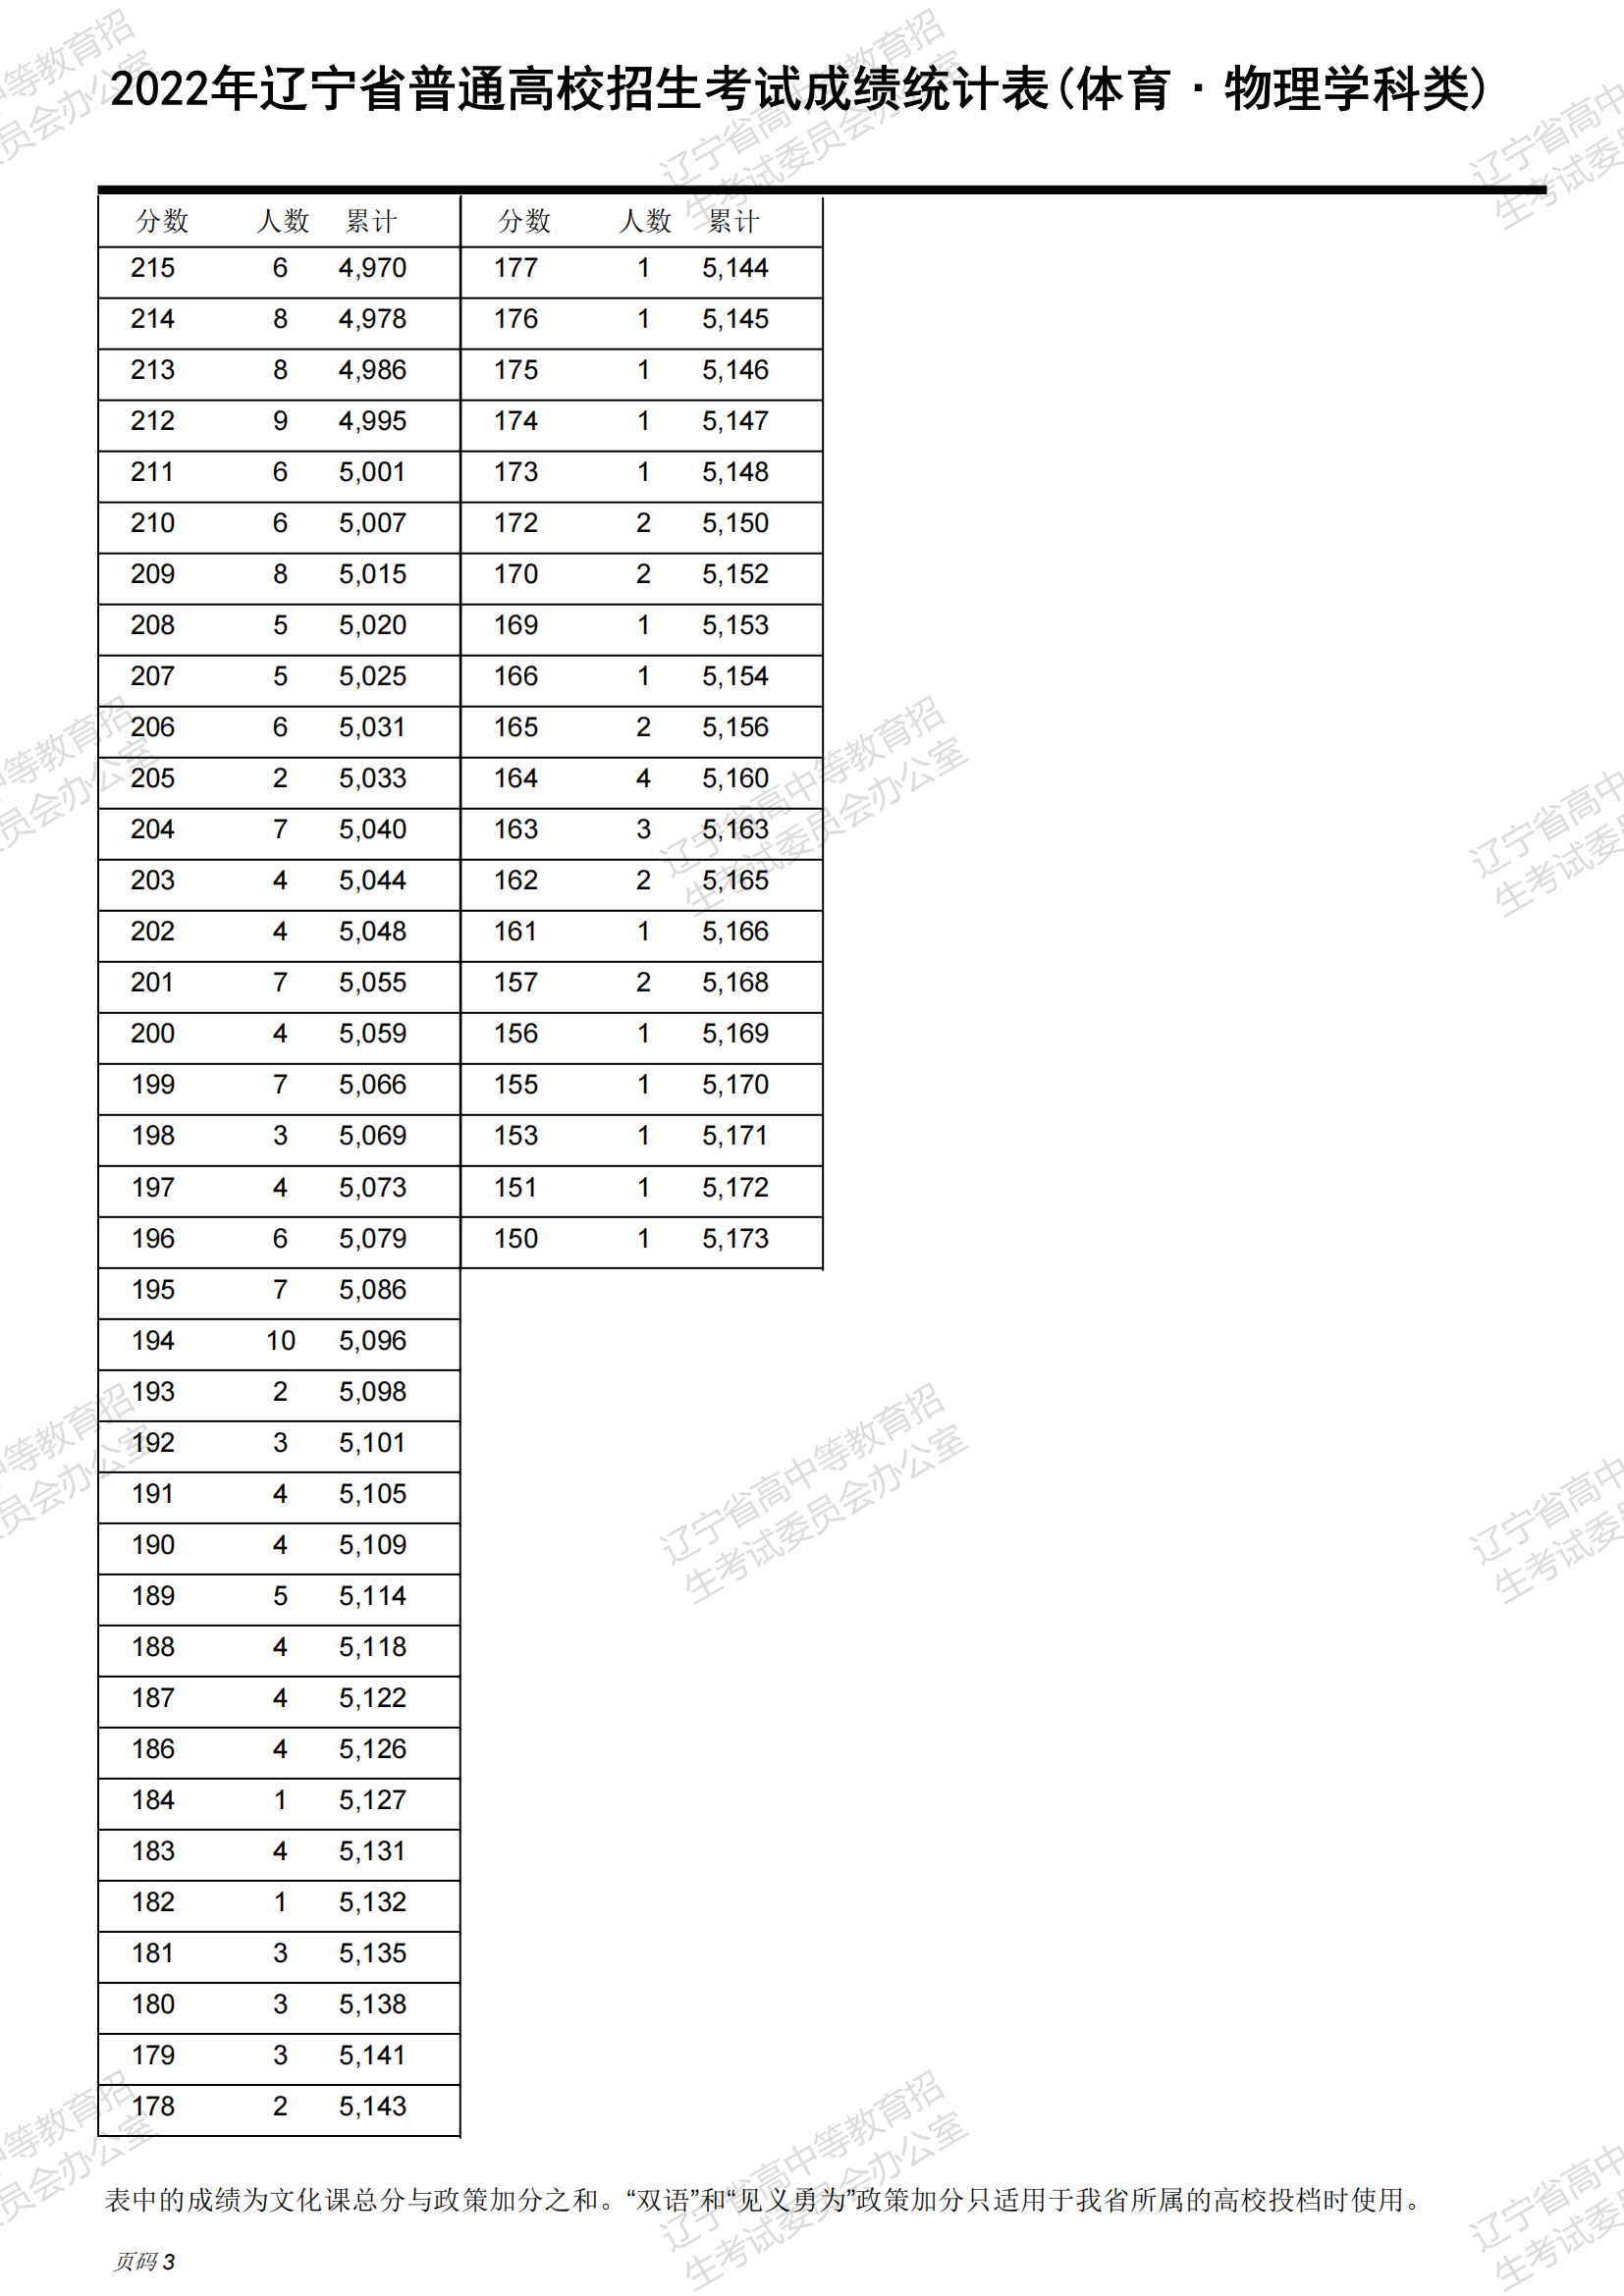 2022年辽宁省普通高校招生考试成绩统计表(体育·物理学科类)
分数 人数 累计 分数 人数 累计
215 6 4,970 177 1 5,144
214 8 4,978 176 1 5,145
213 8 4,986 175 1 5,146
212 9 4,995 174 1 5,147
211 6 5,001 173 1 5,148
210 6 5,007 172 2 5,150
209 8 5,015 170 2 5,152
208 5 5,020 169 1 5,153
207 5 5,025 166 1 5,154
206 6 5,031 165 2 5,156
205 2 5,033 164 4 5,160
204 7 5,040 163 3 5,163
203 4 5,044 162 2 5,165
202 4 5,048 161 1 5,166
201 7 5,055 157 2 5,168
200 4 5,059 156 1 5,169
199 7 5,066 155 1 5,170
198 3 5,069 153 1 5,171
197 4 5,073 151 1 5,172
196 6 5,079 150 1 5,173
195 7 5,086
194 10 5,096
193 2 5,098
192 3 5,101
191 4 5,105
190 4 5,109
189 5 5,114
188 4 5,118
187 4 5,122
186 4 5,126
184 1 5,127
183 4 5,131
182 1 5,132
181 3 5,135
180 3 5,138
179 3 5,141
178 2 5,143
表中的成绩为文化课总分与政策加分之和。“双语”和“见义勇为”政策加分只适用于我省所属的高校投档时使用。
页码 3
辽宁省高中等教育招
生考试委员会办公室